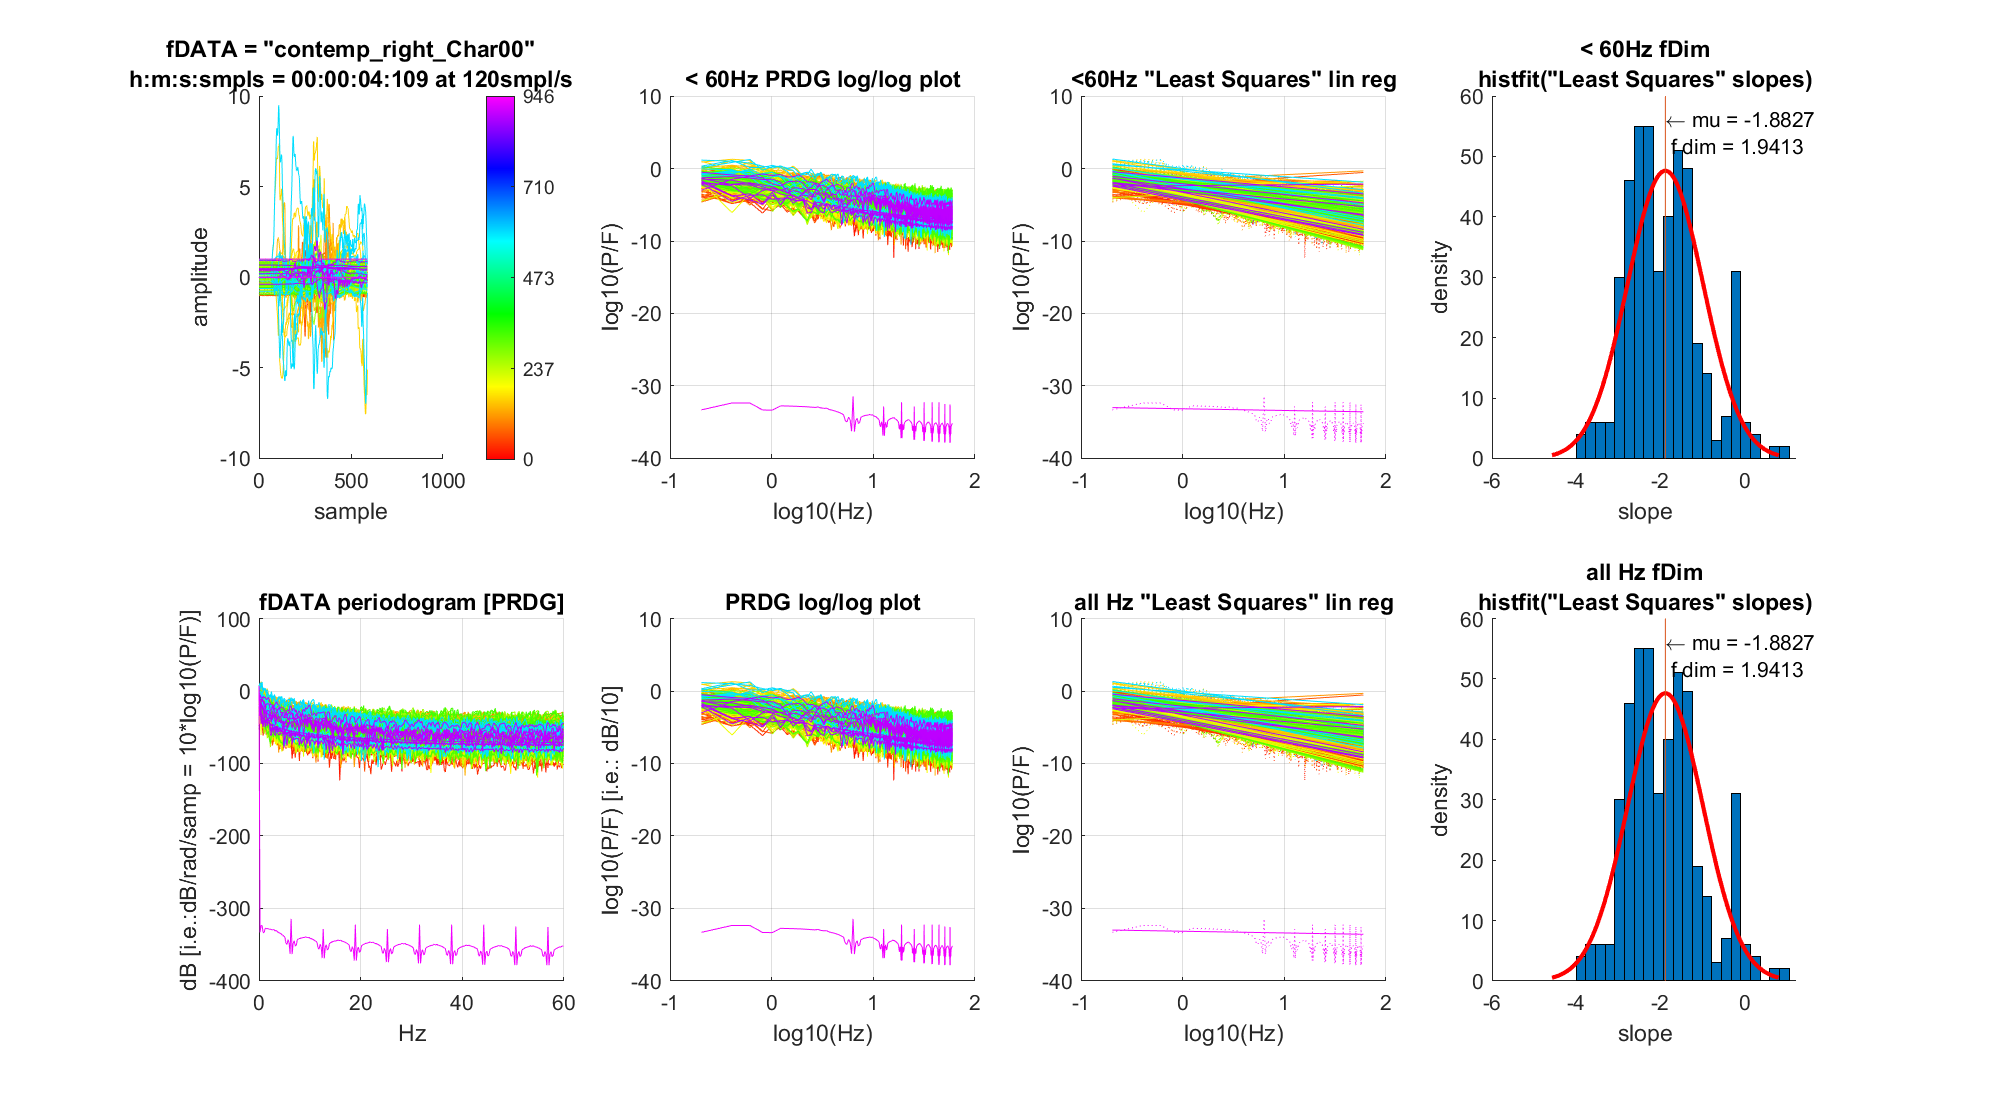 fDATA = "contemp_right_Char00"
h:m:s:smpls = 00:00:04:109 at 120smpl/s
10
5
0
-5
-10
amplitude
0
500
1000
sample
946
710
473
237
0
< 60Hz PRDG log/log plot
10
0
-10
-20
-30
-40
log10(P/F)
-1
0
1
2
log10(Hz)
<60Hz "Least Squares" lin reg
10
0
-10
-20
-30
-40
log10(P/F)
-1
0
1
2
log10(Hz)
< 60Hz fDim
histfit("Least Squares" slopes)
60
50
40
30
20
10
0
density
← mu = -1.8827
f dim = 1.9413
-6
-4
-2
0
slope
fDATA periodogram [PRDG]
100
0
-100
-200
-300
-400
dB [i.e.:dB/rad/samp = 10*log10(P/F)]
0
20
40
60
Hz
PRDG log/log plot
10
0
-10
-20
-30
-40
log10(P/F) [i.e.: dB/10]
-1
0
1
2
log10(Hz)
all Hz "Least Squares" lin reg
10
0
-10
-20
-30
-40
log10(P/F)
-1
0
1
2
log10(Hz)
all Hz fDim
histfit("Least Squares" slopes)
60
50
40
30
20
10
0
density
← mu = -1.8827
f dim = 1.9413
-6
-4
-2
0
slope